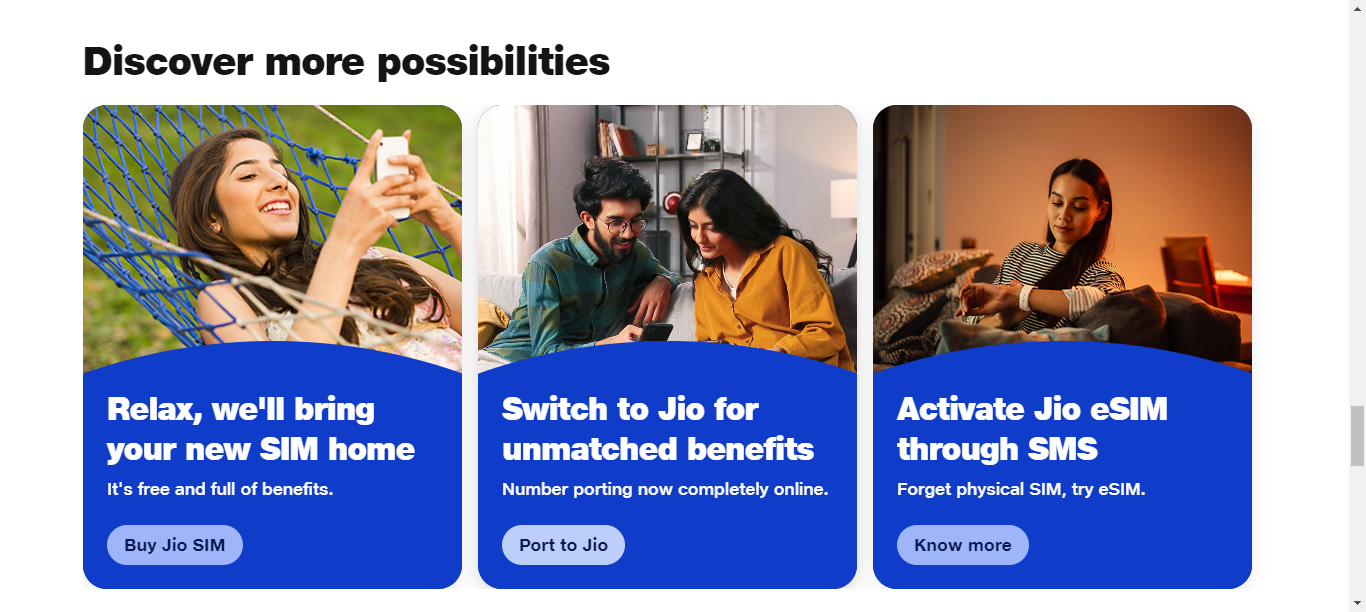 Discover more possibilities
Relax, we'll bring
your new SIM home
It's free and full of benefits.
Buy Jio SIM
Switch to Jio for
unmatched benefits
Number porting now completely online.
Port to Jio
Activate Jio eSIM
through SMS
Forget physical SIM, try eSIM.
Know more